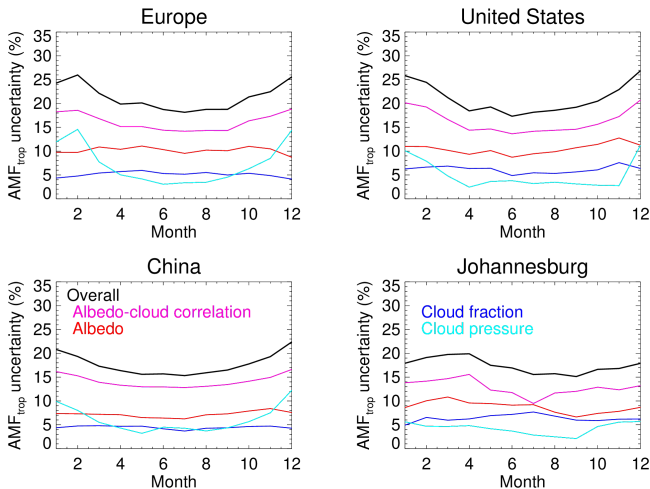 Europe
United States
AMFtrop uncertainty (%)
35
30
25
20
15
10
5
0
2 4 6 8 10 12
Month
AMFtrop uncertainty (%)
35
30
25
20
15
10
5
0
2 4 6 8 10 12
Month
China
Johannesburg
AMFtrop uncertainty (%)
35
30
25
20
15
10
5
0
Overall
Albedo-cloud correlation
Albedo
2 4 6 8 10 12
Month
AMFtrop uncertainty (%)
35
30
25
20
15
10
5
0
Cloud fraction
Cloud pressure
2 4 6 8 10 12
Month